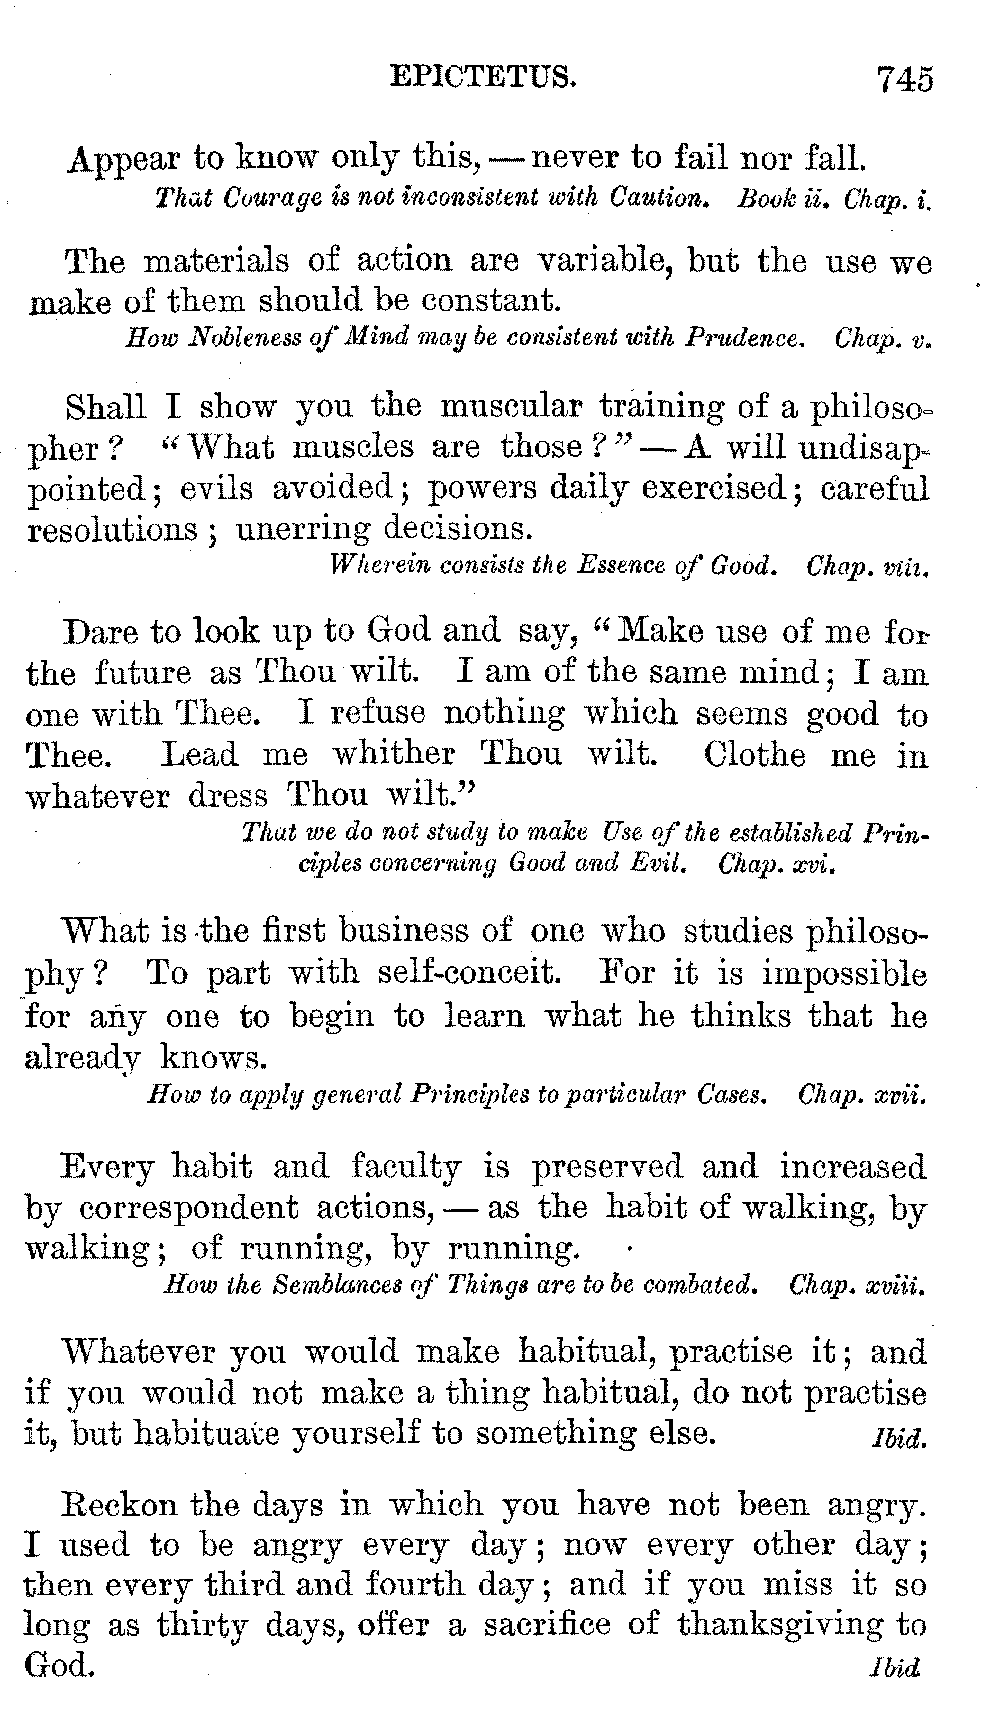 EPICTETUS. 745
Appear to know only this, — never to fail nor fall.
That Courage is not inconsistent with Caution. Book ii. Chap. i.
The materials of action are variable, but the use we
make of them should be constant.
How Nobleness of Mind may be consistent with Prudence. Chap. v.
Shall I show you the muscular training of a philoso-
pher? "What muscles are those?" — A will undisap-
pointed; evils avoided; powers daily exercised; careful
resolutions; unerring decisions.
Wherein consists the Essence of Good. Chap. viii.
Dare to look up to God and say, "Make use of me for
the future as Thou wilt. I am of the same mind; I am
one with Thee. I refuse nothing which seems good to
Thee. Lead me whither Thou wilt. Clothe me in
whatever dress Thou wilt."
That we do not study to make Use of the established Prin-
ciples concerning Good and Evil. Chap. xvi.
What is the first business of one who studies philoso-
phy? To part with self-conceit. For it is impossible
for any one to begin to learn what he thinks that he
already knows.
How to apply general Principles to particular Cases. Chap. xvii.
Every habit and faculty is preserved and increased
by correspondent actions, — as the habit of walking, by
walking; of running, by running.
How the Semblances of Things are to be combated. Chap. xviii.
Whatever you would make habitual, practise it; and
if you would not make a thing habitual, do not practise
it, but habituate yourself to something else. Ibid.
Reckon the days in which you have not been angry.
I used to be angry every day; now every other day;
then every third and fourth day; and if you miss it so
long as thirty days, offer a sacrifice of thanksgiving to
God. Ibid